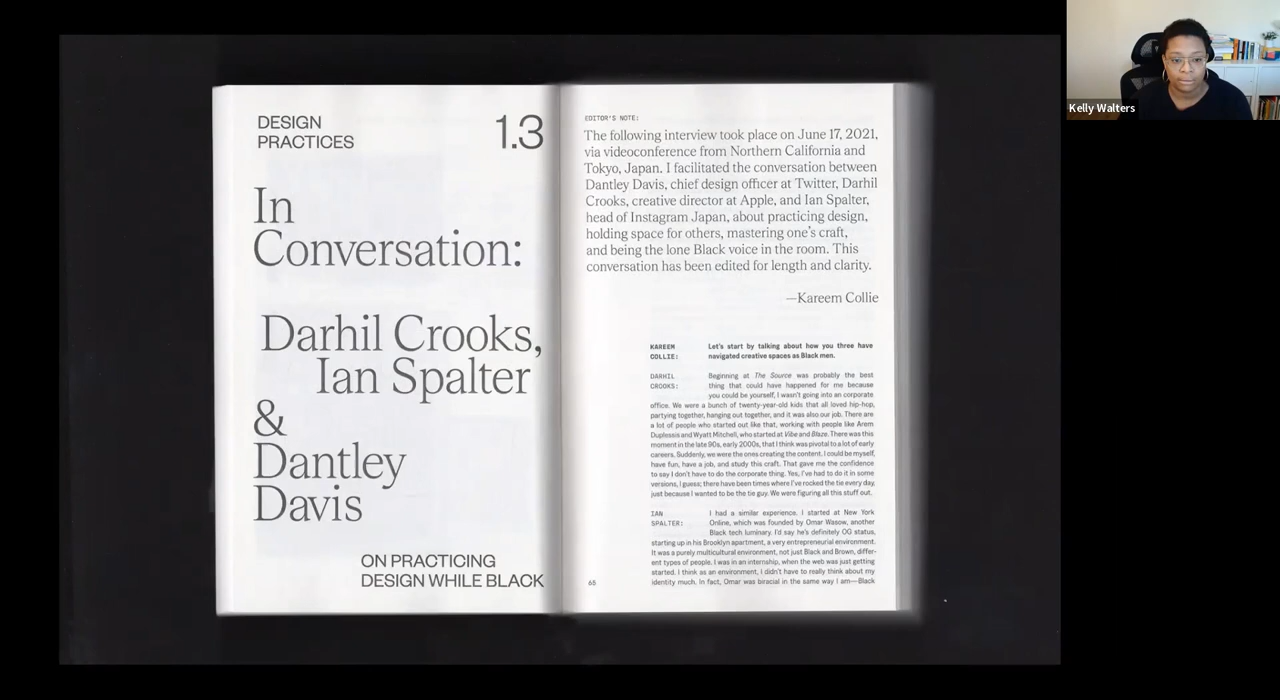 DESIGN
PRACTICES
1.3
In
Conversation:
Darhil Crooks,
Ian Spalter
&
Dantley
Davis
ON PRACTICING
DESIGN WHILE BLACK
EDITOR'S NOTE:
The following interview took place on June 17, 2021,
via videoconference from Northern California and
Tokyo, Japan. I facilitated the conversation between
Dantley Davis, chief design officer at Twitter, Darhil
Crooks, creative director at Apple, and Ian Spalter,
head of Instagram Japan, about practicing design,
holding space for others, mastering one's craft,
and being the lone Black voice in the room. This
conversation has been edited for length and clarity.
—Kareem Collie
KAREEM Let's start by talking about how you three have
COLLIE: navigated creative spaces as Black men.
DARHIL Beginning at The Source was probably the best
CROOKS: thing that could have happened for me because
you could be yourself, I wasn't going into an corporate
office. We were a bunch of twenty-year-old kids that all loved hip-hop,
partying together, hanging out together, and it was also our job. There are
a lot of people who started out like that, working with people like Arem
Duplessis and Wyatt Mitchell, who started at Vibe and Blaze. There was this
moment in the late 90s, early 2000s, that I think was pivotal to a lot of early
careers. Suddenly, we were the ones creating the content. I could be myself,
have fun, have a job, and study this craft. That gave me the confidence
to say I don't have to do the corporate thing. Yes, I've had to do it in some
versions, I guess; there have been times where I've rocked the tie every day,
just because I wanted to be the tie guy. We were figuring all this stuff out.
IAN I had a similar experience. I started at New York
SPALTER: Online, which was founded by Omar Wasow, another
Black tech luminary. I'd say he's definitely OG status,
starting up in his Brooklyn apartment, a very entrepreneurial environment.
It was a purely multicultural environment, not just Black and Brown, differ-
ent types of people. I was in an internship, when the web was just getting
started. I think as an environment, I didn't have to really think about my
identity much. In fact, Omar was biracial in the same way I am—Black
65
Kelly Walters